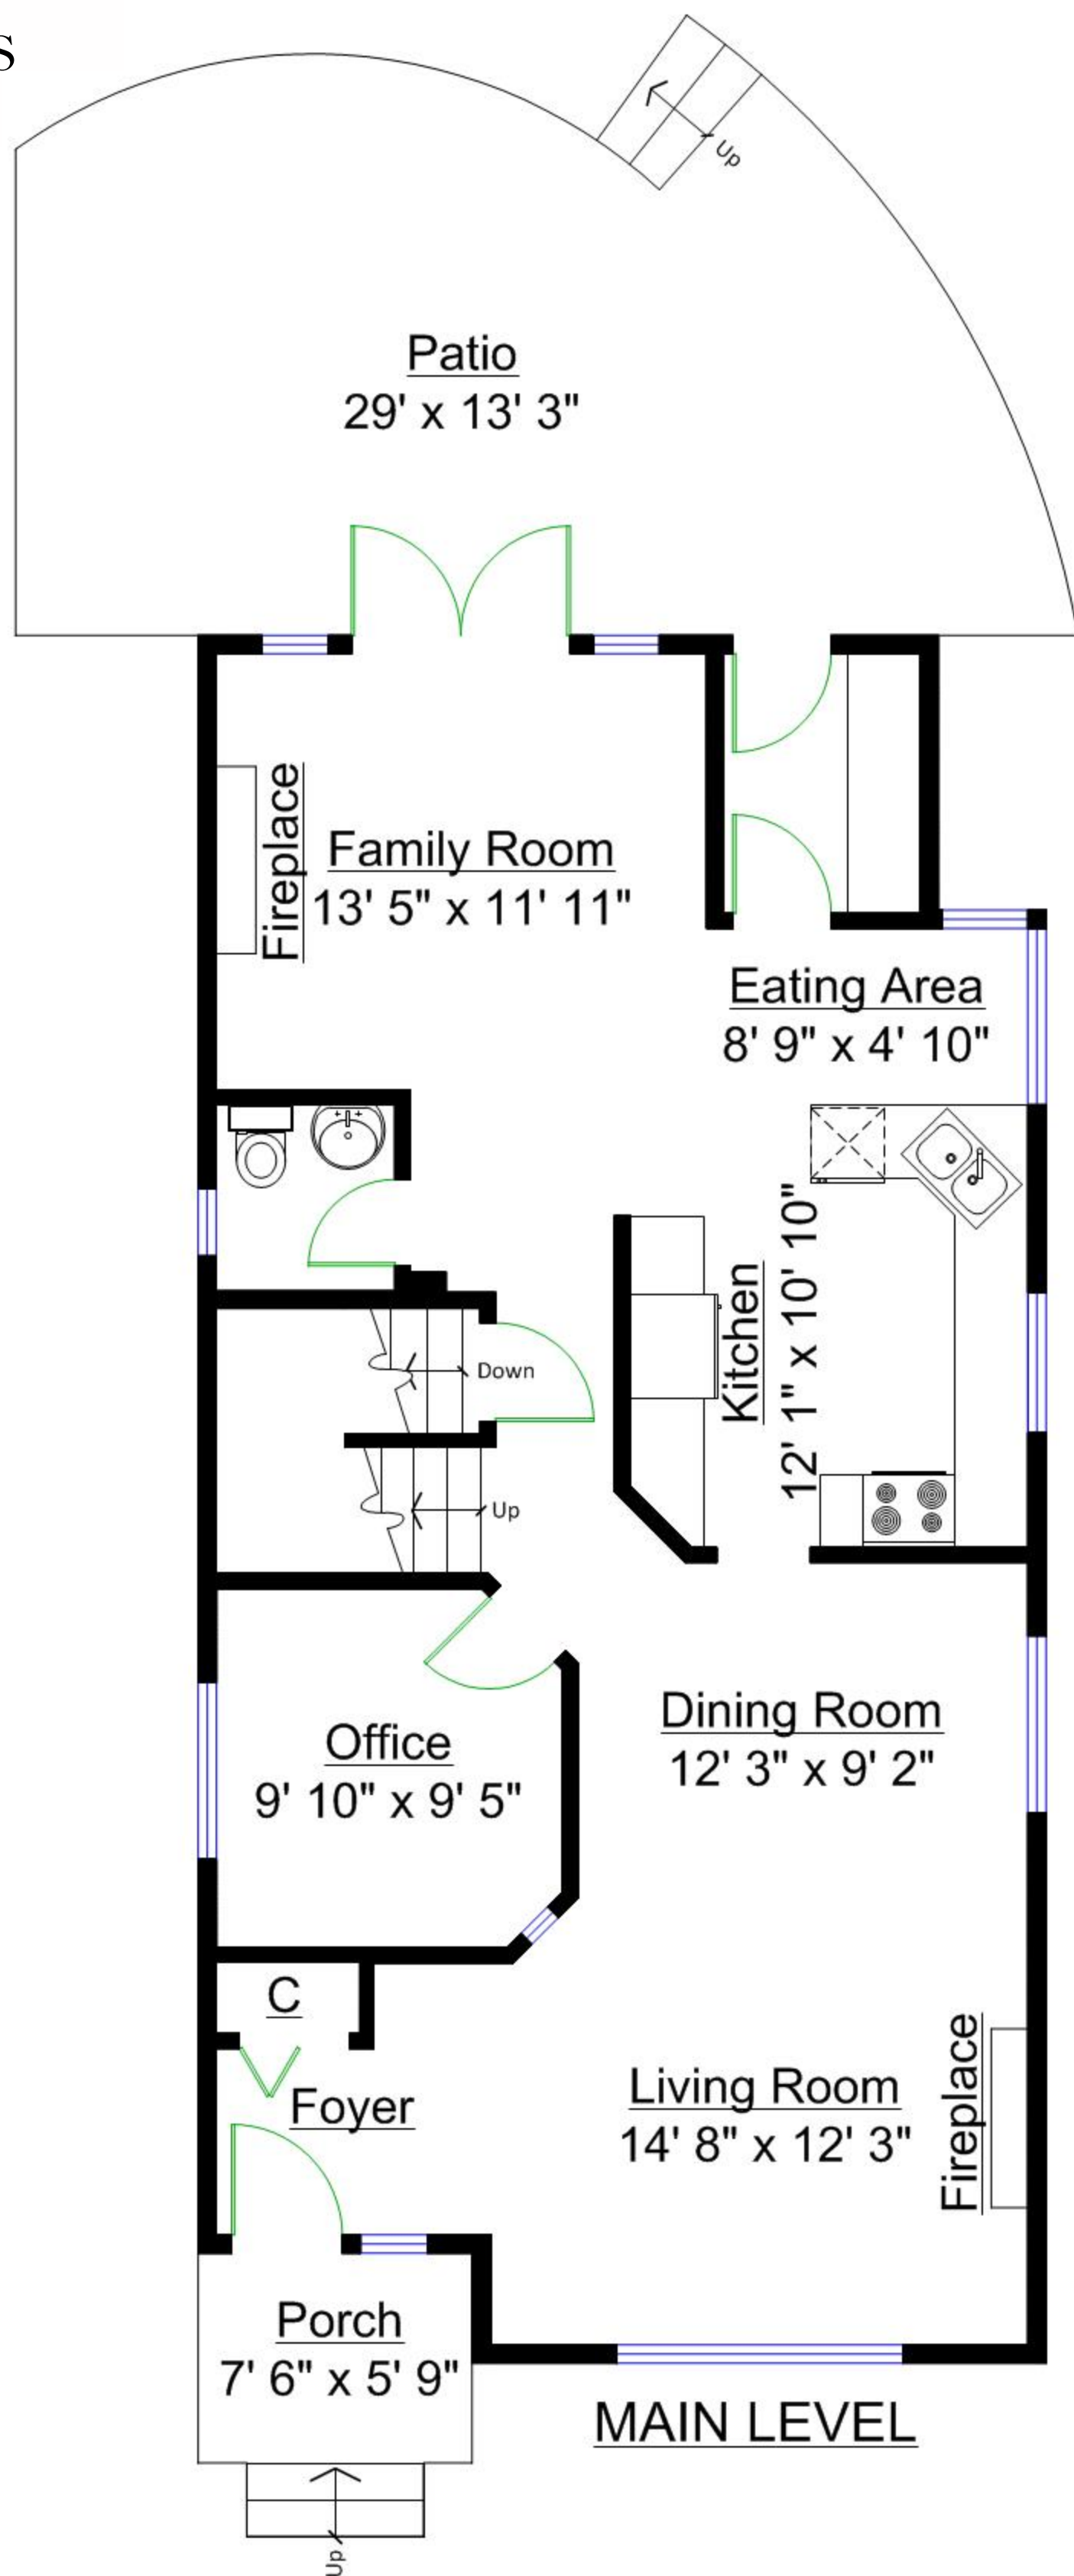 S
Up
Patio
29' x 13' 3"
Fireplace
Family Room
13' 5" x 11' 11"
Eating Area
8' 9" x 4' 10"
Kitchen
12' 1" x 10' 10"
Down
Up
Office
9' 10" x 9' 5"
Dining Room
12' 3" x 9' 2"
C
Foyer
Living Room
14' 8" x 12' 3"
Fireplace
Porch
7' 6" x 5' 9"
MAIN LEVEL
Up